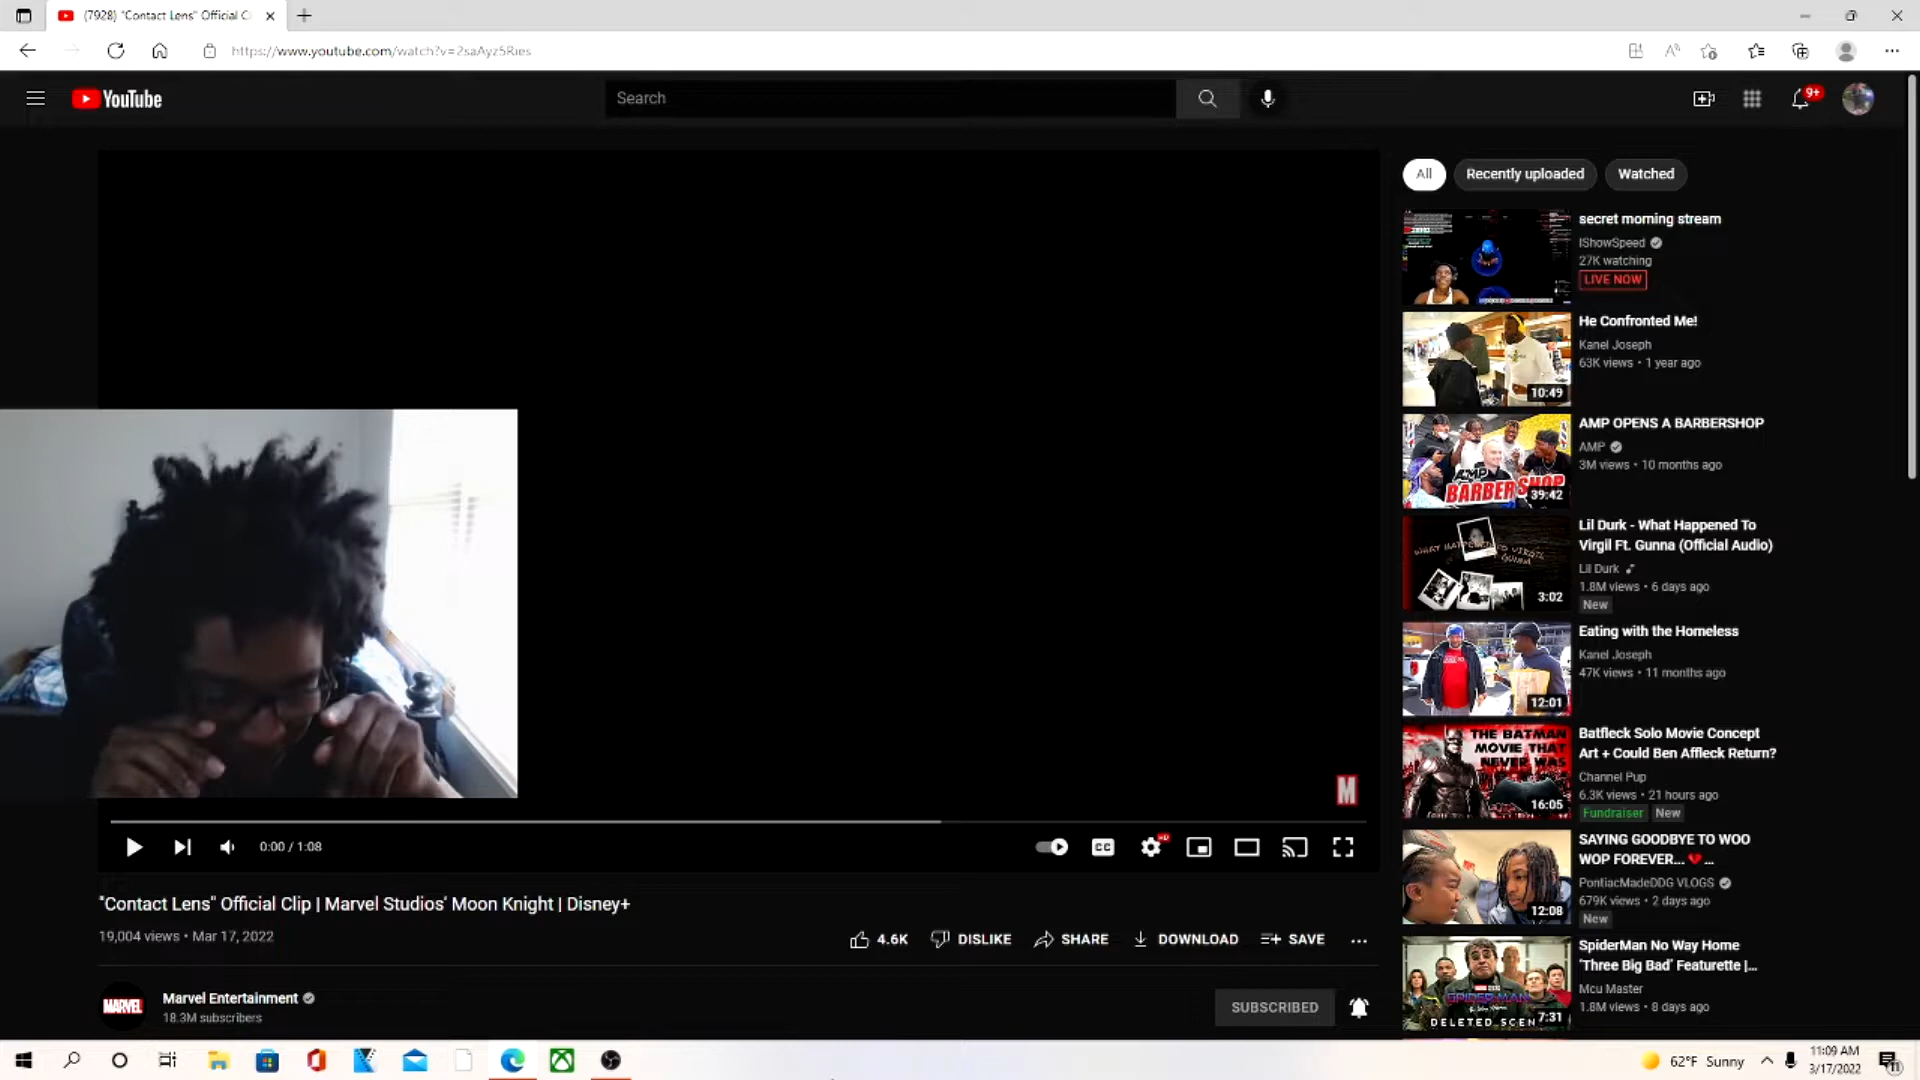 (7928) "Contact Lens" Official C
https://www.youtube.com/watch?v=2saAyz5Ries
YouTube
Search
9+
All
Recently uploaded
Watched
secret morning stream
IShowSpeed
27K watching
LIVE NOW
He Confronted Me!
Kanel Joseph
63K views • 1 year ago
10:49
AMP OPENS A BARBERSHOP
AMP
3M views • 10 months ago
AMP
BARBER SHOP
39:42
Lil Durk - What Happened To
Virgil Ft. Gunna (Official Audio)
Lil Durk
1.8M views • 6 days ago
New
3:02
Eating with the Homeless
Kanel Joseph
47K views • 11 months ago
12:01
THE BATMAN
MOVIE THAT
NEVER WAS
16:05
Batfleck Solo Movie Concept
Art + Could Ben Affleck Return?
Channel Pup
6.3K views • 21 hours ago
Fundraiser
New
SAYING GOODBYE TO WOO
WOP FOREVER... 💔 ...
PontiacMadeDDG VLOGS
679K views • 2 days ago
New
12:08
SpiderMan No Way Home
'Three Big Bad' Featurette |...
Mcu Master
1.8M views • 8 days ago
SPIDER-MAN
DELETED SCEN
7:31
M
0:00 / 1:08
CC
HD
"Contact Lens" Official Clip | Marvel Studios' Moon Knight | Disney+
19,004 views • Mar 17, 2022
4.6K
DISLIKE
SHARE
DOWNLOAD
SAVE
MARVEL
Marvel Entertainment
18.3M subscribers
SUBSCRIBED
62°F Sunny
11:09 AM
3/17/2022
11